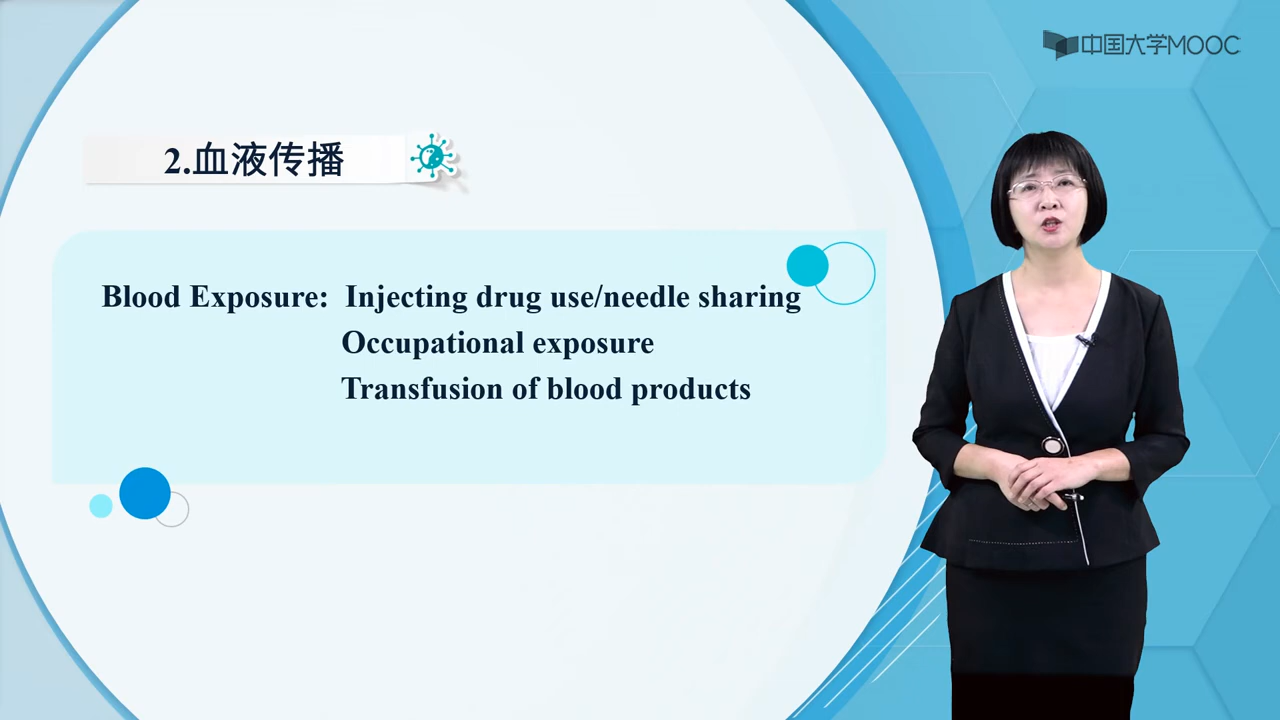 中国大学MOOC
2.血液传播
Blood Exposure: Injecting drug use/needle sharing
Occupational exposure
Transfusion of blood products